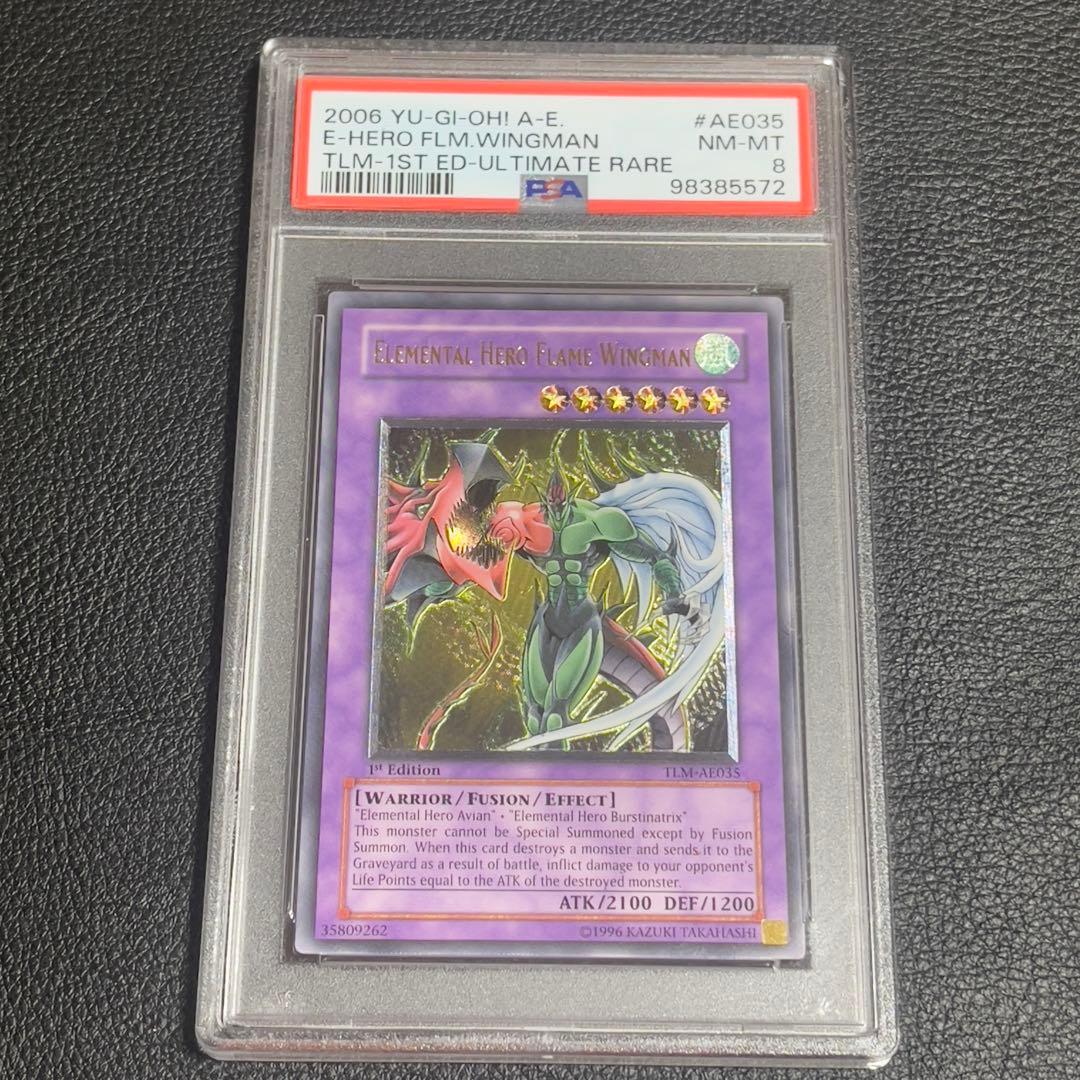 2006 YU-GI-OH! A-E. #AE035
E-HERO FLM.WINGMAN NM-MT
TLM-1ST ED-ULTIMATE RARE 8
PSA 98385572
ELEMENTAL HERO FLAME WINGMAN
風
1st Edition TLM-AE035
[WARRIOR/FUSION/EFFECT]
"Elemental Hero Avian" • "Elemental Hero Burstinatrix"
This monster cannot be Special Summoned except by Fusion
Summon. When this card destroys a monster and sends it to the
Graveyard as a result of battle, inflict damage to your opponent's
Life Points equal to the ATK of the destroyed monster.
ATK/2100 DEF/1200
35809262 ©1996 KAZUKI TAKAHASHI